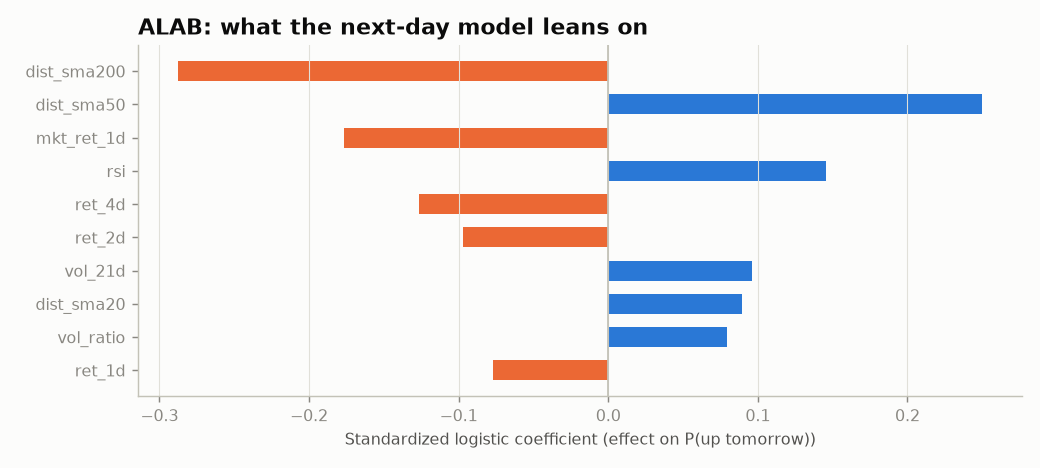 ALAB: what the next-day model leans on
dist_sma200
dist_sma50
mkt_ret_1d
rsi
ret_4d
ret_2d
vol_21d
dist_sma20
vol_ratio
ret_1d
−0.3 −0.2 −0.1 0.0 0.1 0.2
Standardized logistic coefficient (effect on P(up tomorrow))